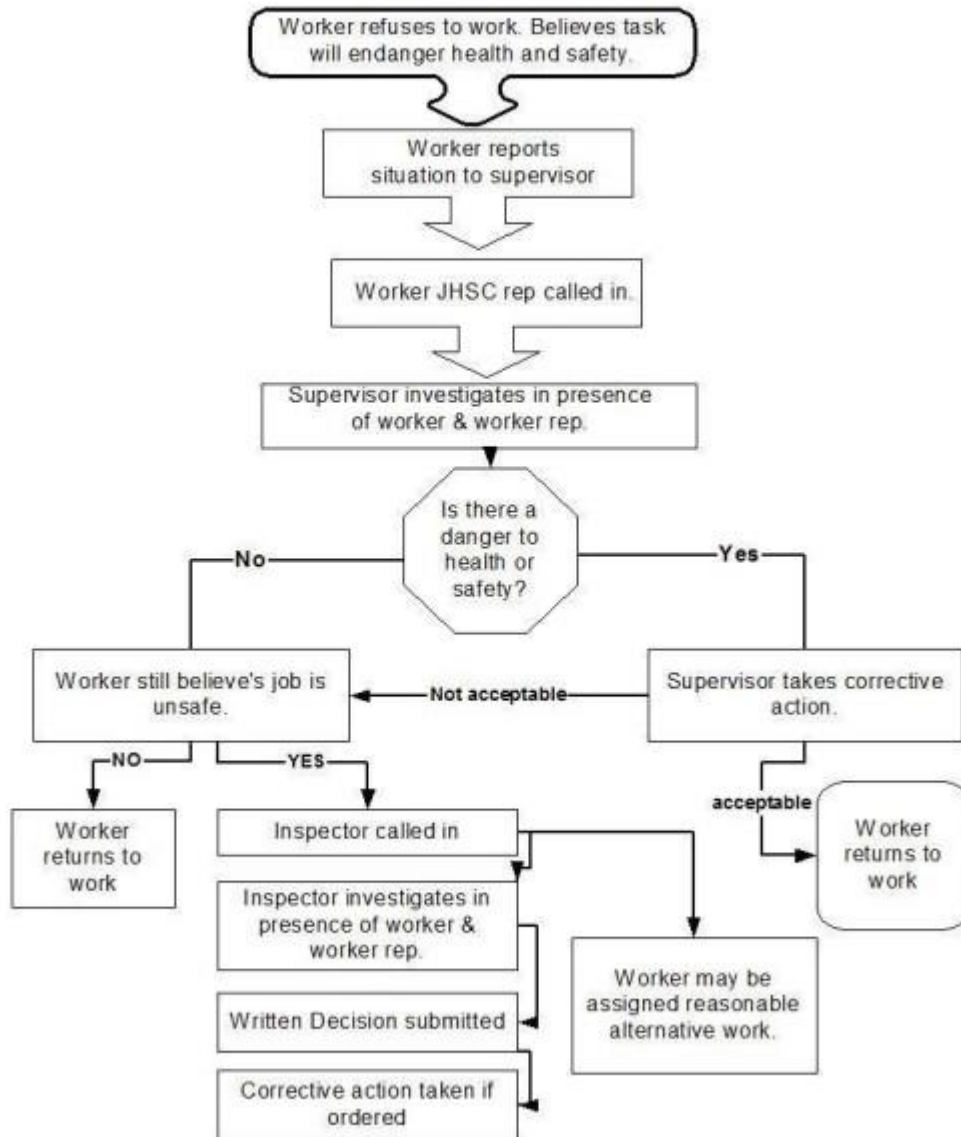 Worker refuses to work. Believes task
will endanger health and safety.
Worker reports
situation to supervisor
Worker JHSC rep called in.
Supervisor investigates in presence
of worker & worker rep.
Is there a
danger to
health or
safety?
No
Yes
Worker still believe's job is
unsafe.
Not acceptable
Supervisor takes corrective
action.
NO
YES
acceptable
Worker
returns to
work
Inspector called in
Worker
returns to
work
Inspector investigates in
presence of worker &
worker rep.
Worker may be
assigned reasonable
alternative work.
Written Decision submitted
Corrective action taken if
ordered